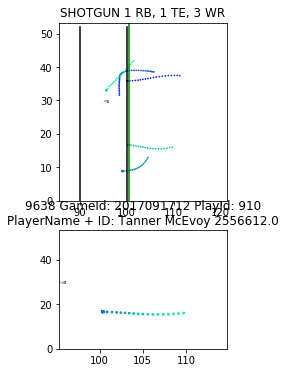 SHOTGUN 1 RB, 1 TE, 3 WR
50
40
30
20
10
0
90 100 110 120
9638 GameId: 2017091712 PlayId: 910
PlayerName + ID: Tanner McEvoy 2556612.0
40
20
0
100 105 110